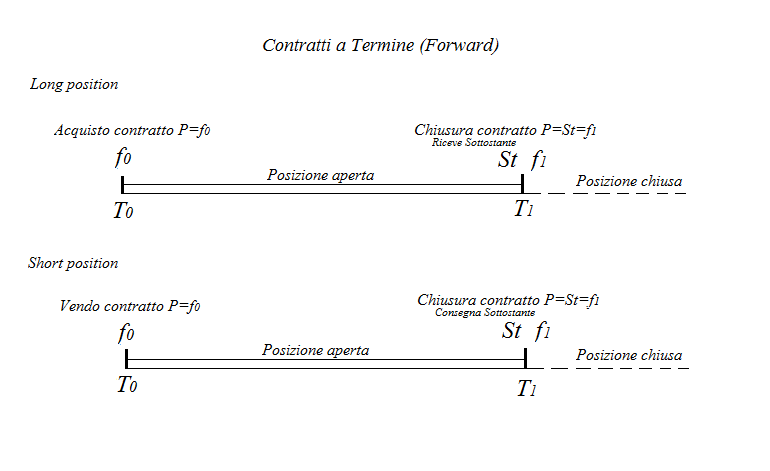 Contratti a Termine (Forward)
Long position
Acquisto contratto P=f0
Chiusura contratto P=St=f1
Riceve Sottostante
f0
St f1
Posizione aperta
Posizione chiusa
T0
T1
Short position
Vendo contratto P=f0
Chiusura contratto P=St=f1
Consegna Sottostante
f0
St f1
Posizione aperta
Posizione chiusa
T0
T1